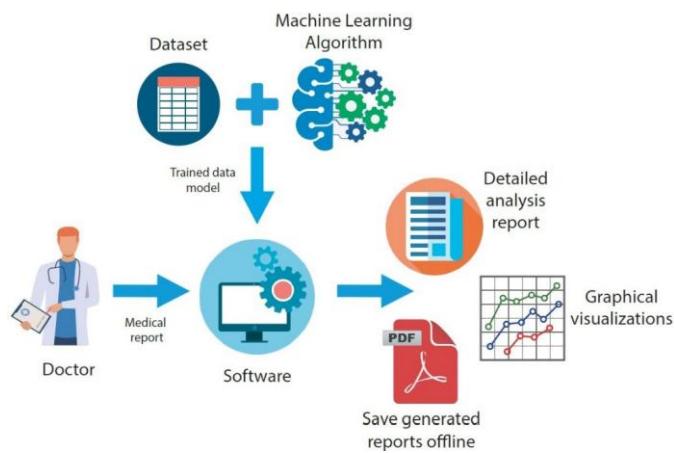 Dataset
Machine Learning
Algorithm
Trained data
model
Detailed
analysis
report
Medical
report
Graphical
visualizations
PDF
Doctor
Software
Save generated
reports offline